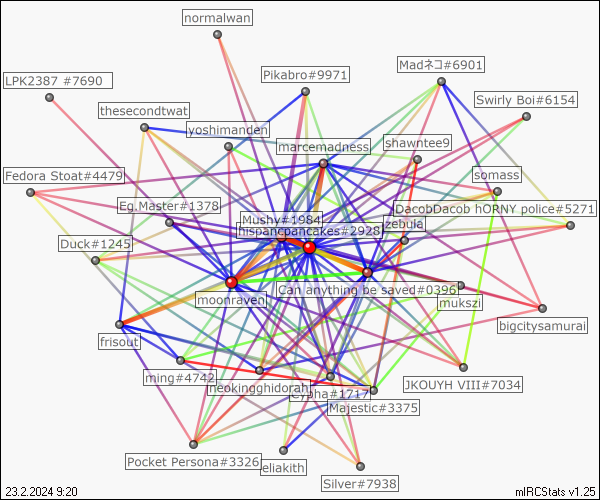 normalwan
Madネコ#6901
Pikabro#9971
LPK2387 #7690
Swirly Boi#6154
thesecondtwat
yoshimanden
shawntee9
marcemadness
Fedora Stoat#4479
somass
Eg.Master#1378
DacobDacob hORNY police#5271
Mushy#1984
zebula
hispancpancakes#2928
Duck#1245
Can anything be saved#0396
moonraven
mukszi
bigcitysamurai
frisout
ming#4742
neokingghidorah
JKOUYH VIII#7034
Cypha#1717
Majestic#3375
Pocket Persona#3326
eliakith
Silver#7938
23.2.2024 9:20
mIRCStats v1.25